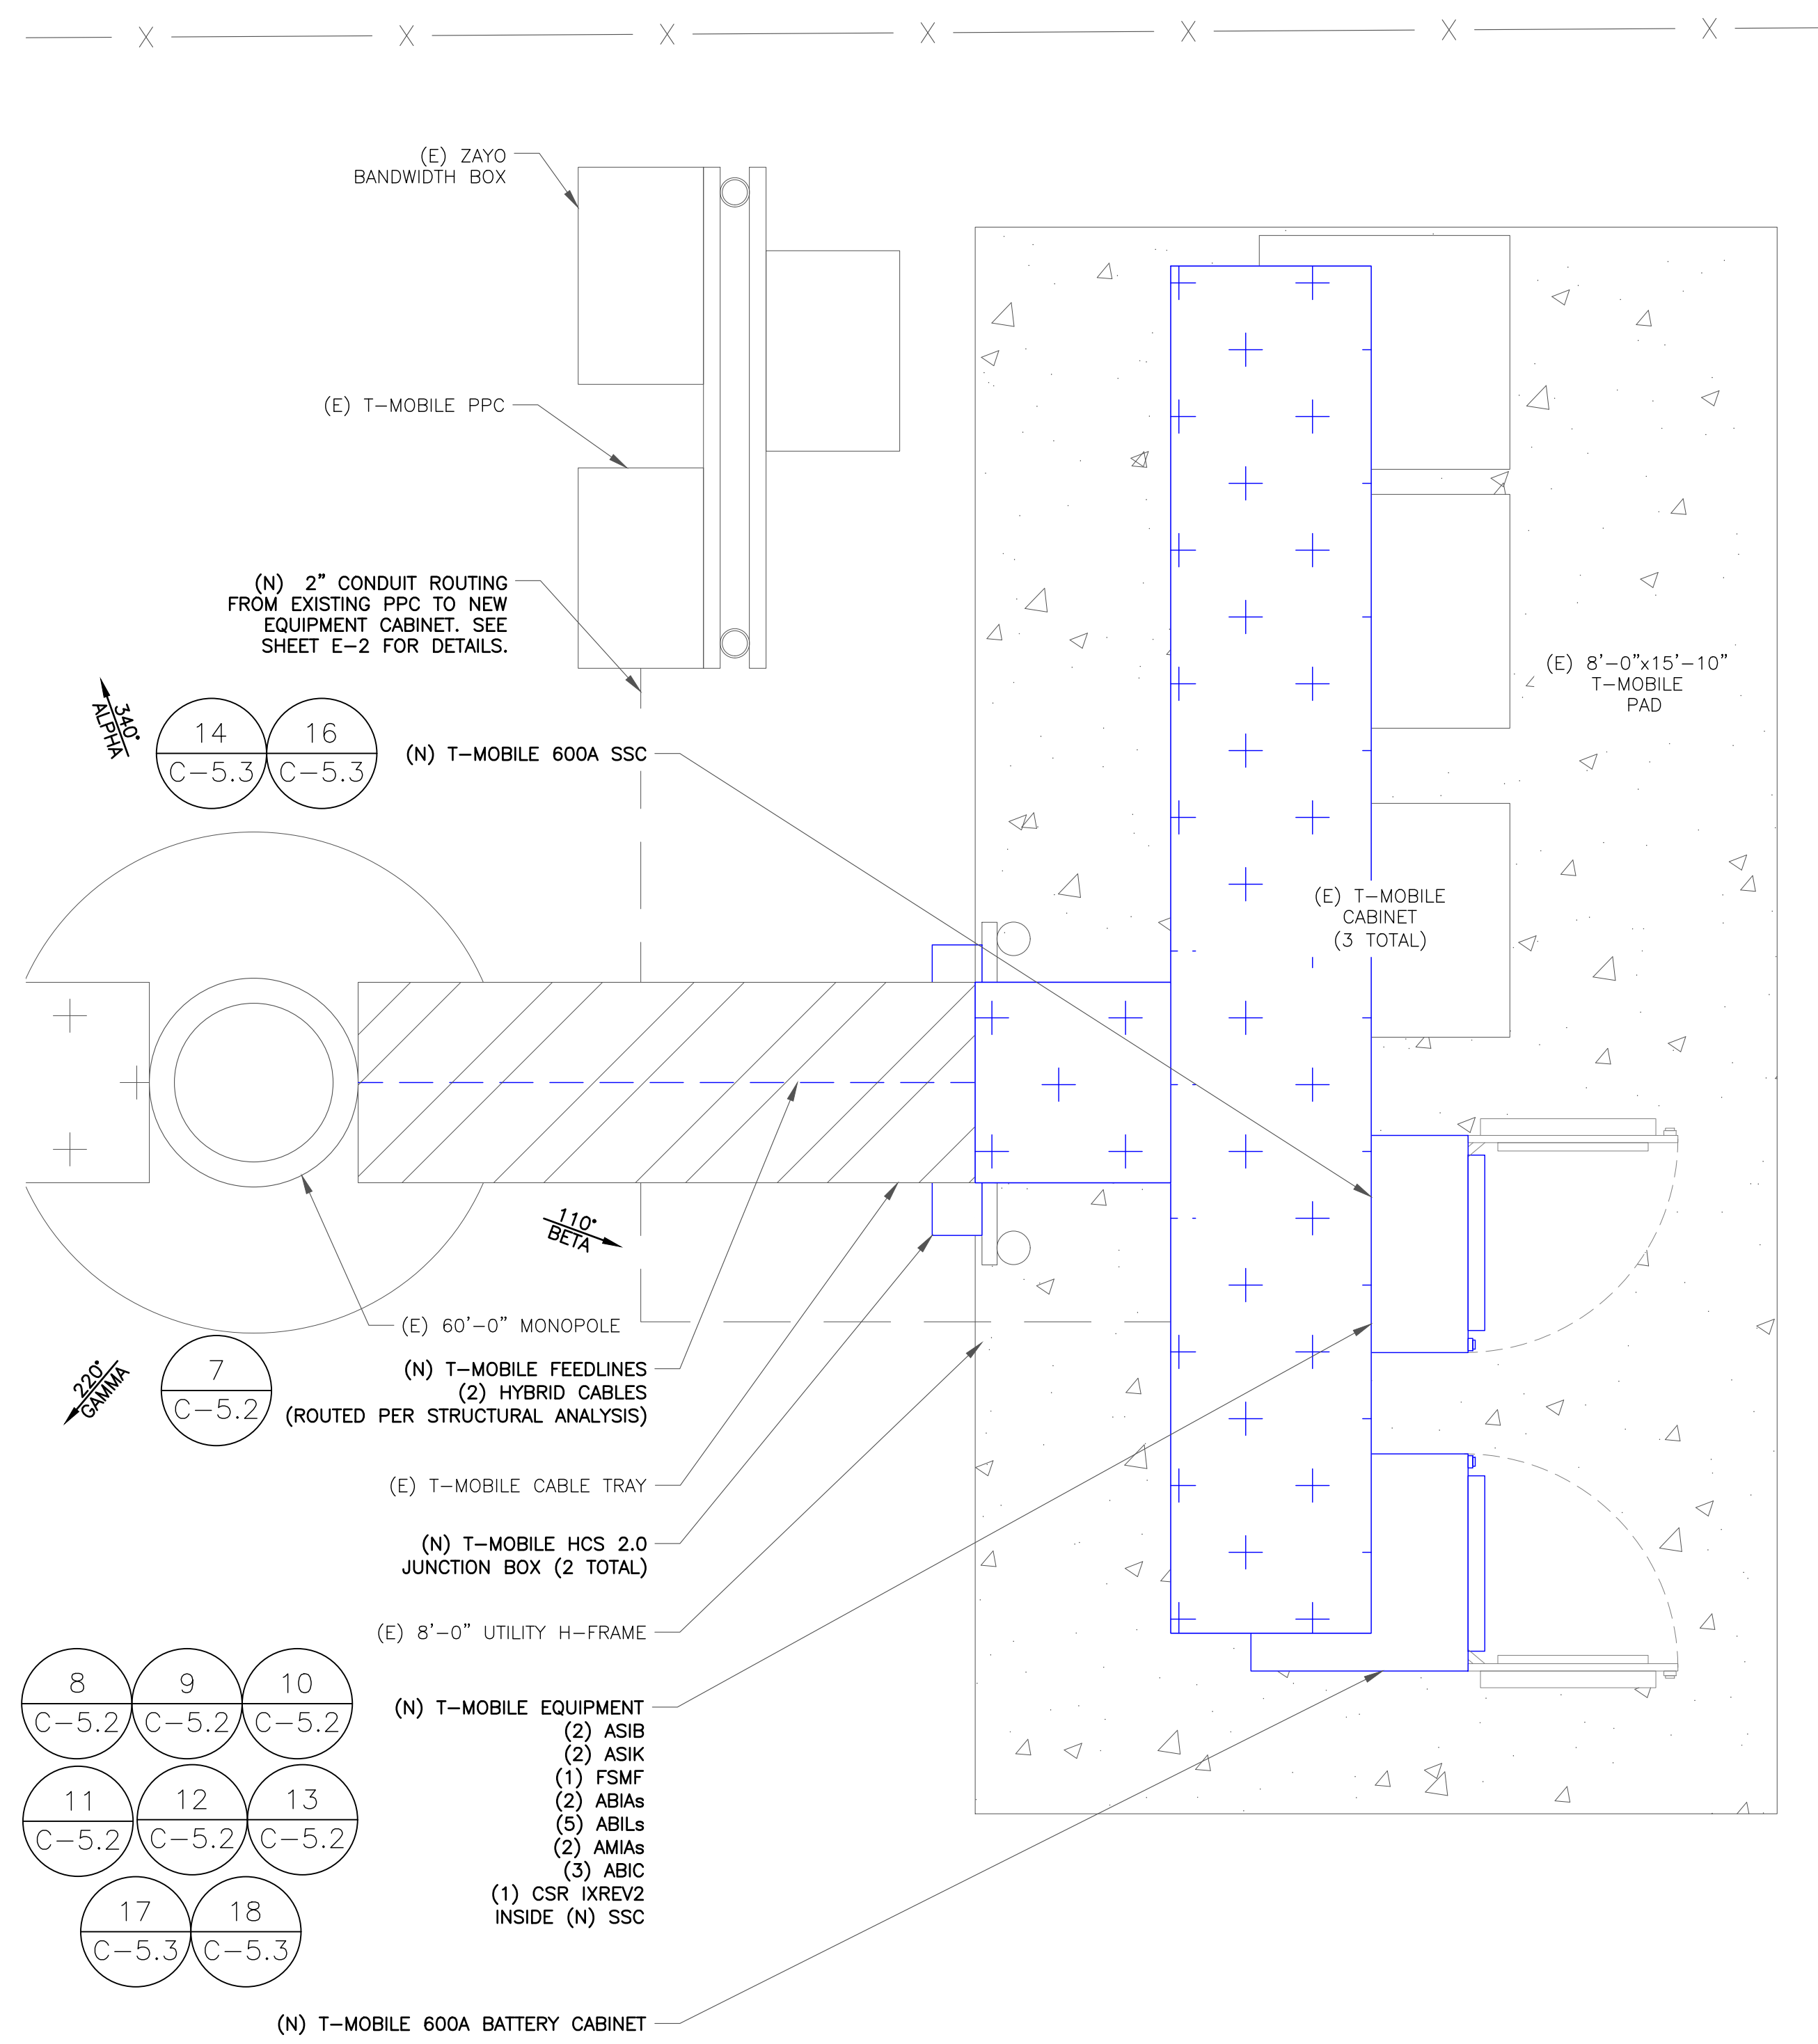 X X X X X X X
(E) ZAYO
BANDWIDTH BOX
(E) T-MOBILE PPC
(N) 2" CONDUIT ROUTING
FROM EXISTING PPC TO NEW
EQUIPMENT CABINET. SEE
SHEET E-2 FOR DETAILS.
(E) 8'-0"x15'-10"
T-MOBILE
PAD
340°
ALPHA
14
C-5.3
16
C-5.3
(N) T-MOBILE 600A SSC
(E) T-MOBILE
CABINET
(3 TOTAL)
110°
BETA
(E) 60'-0" MONOPOLE
220°
GAMMA
7
C-5.2
(N) T-MOBILE FEEDLINES
(2) HYBRID CABLES
(ROUTED PER STRUCTURAL ANALYSIS)
(E) T-MOBILE CABLE TRAY
(N) T-MOBILE HCS 2.0
JUNCTION BOX (2 TOTAL)
(E) 8'-0" UTILITY H-FRAME
8
C-5.2
9
C-5.2
10
C-5.2
11
C-5.2
12
C-5.2
13
C-5.2
17
C-5.3
18
C-5.3
(N) T-MOBILE EQUIPMENT
(2) ASIB
(2) ASIK
(1) FSMF
(2) ABIAs
(5) ABILs
(2) AMIAs
(3) ABIC
(1) CSR IXREV2
INSIDE (N) SSC
(N) T-MOBILE 600A BATTERY CABINET